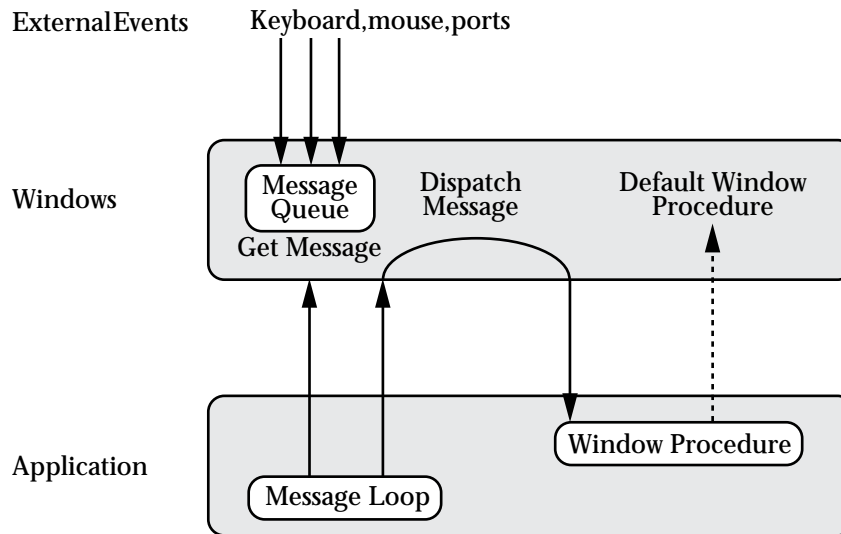 ExternalEvents
Keyboard,mouse,ports
Windows
Message
Queue
Get Message
Dispatch
Message
Default Window
Procedure
Application
Message Loop
Window Procedure